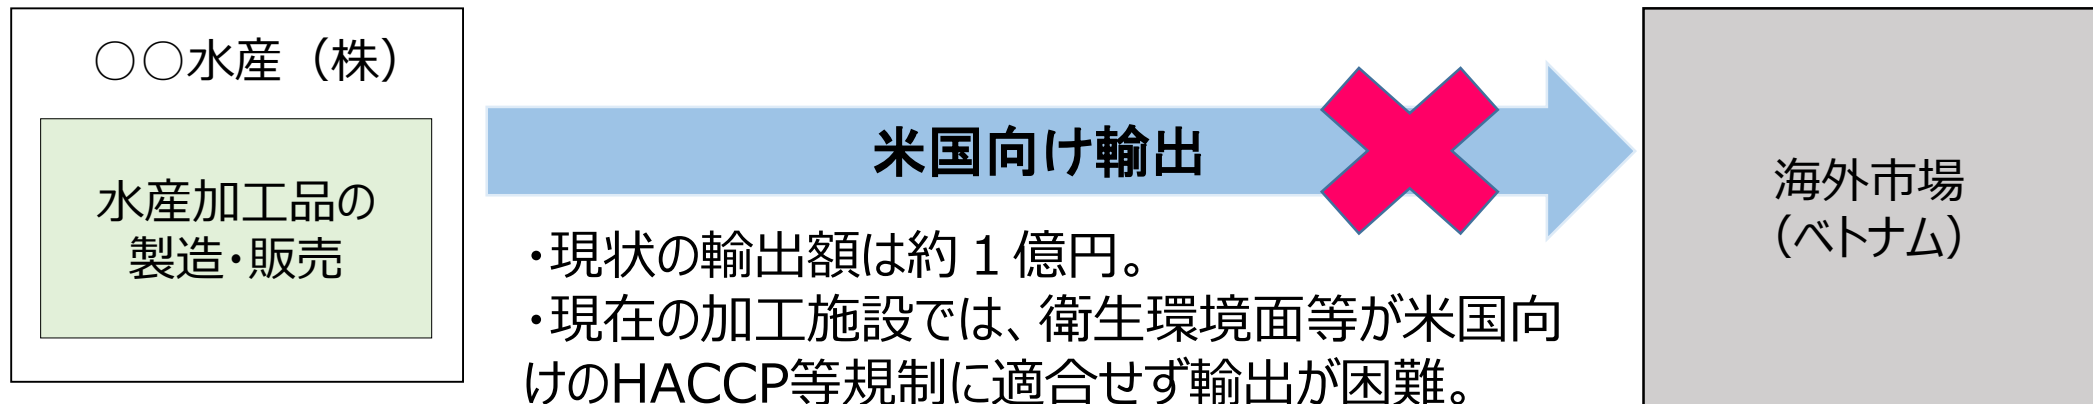 ○○水産（株）
水産加工品の
製造・販売
米国向け輸出
・現状の輸出額は約１億円。
・現在の加工施設では、衛生環境面等が米国向
けのHACCP等規制に適合せず輸出が困難。
海外市場
（ベトナム）